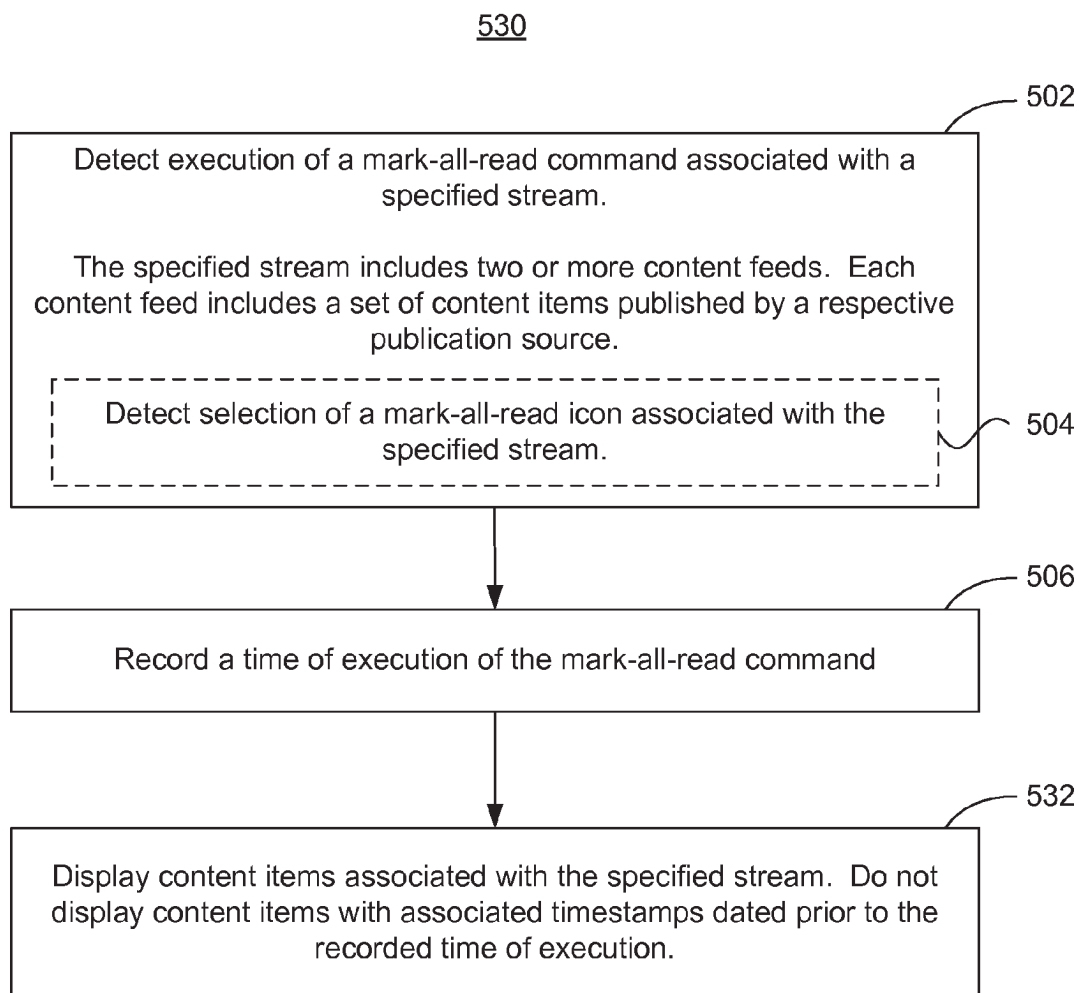 530
502
Detect execution of a mark-all-read command associated with a
specified stream.
The specified stream includes two or more content feeds.  Each
content feed includes a set of content items published by a respective
publication source.
Detect selection of a mark-all-read icon associated with the
specified stream.
504
506
Record a time of execution of the mark-all-read command
532
Display content items associated with the specified stream.  Do not
display content items with associated timestamps dated prior to the
recorded time of execution.